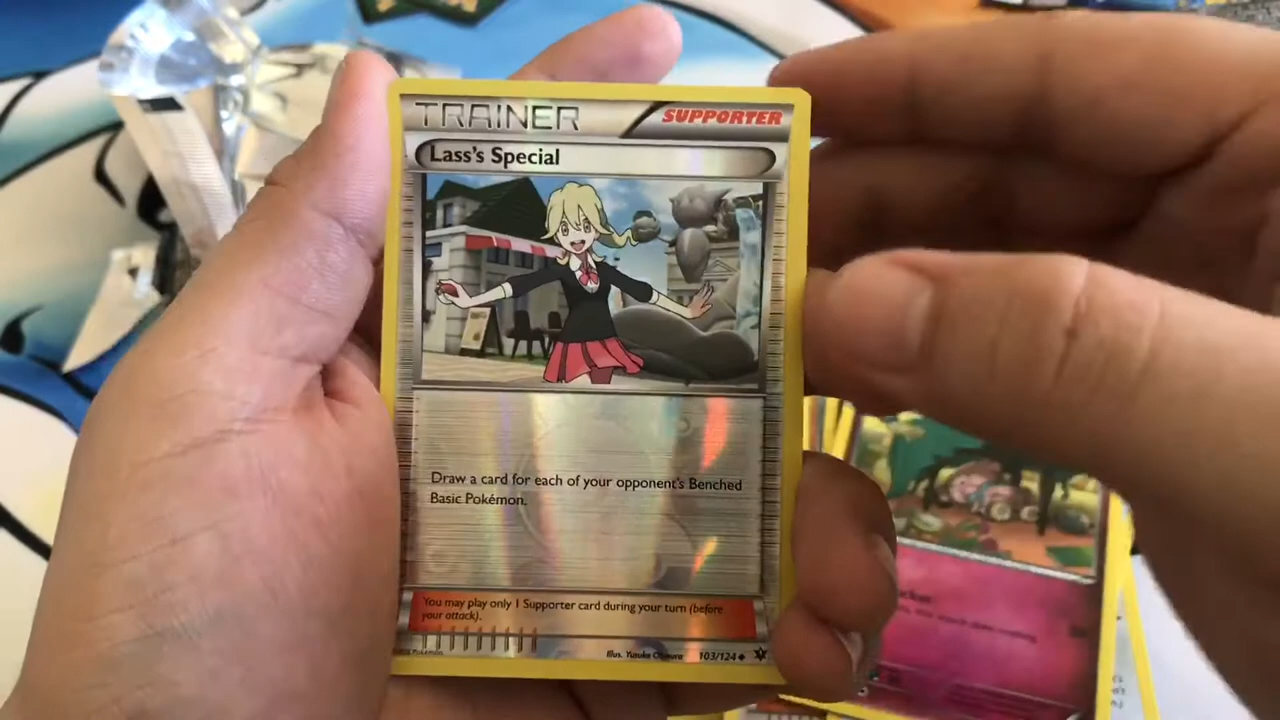 TRAINER
SUPPORTER
Lass's Special
Draw a card for each of your opponent's Benched
Basic Pokémon.
You may play only 1 Supporter card during your turn (before
your attack).
Pokémon
Illus. Yusuke Ohmura 103/124